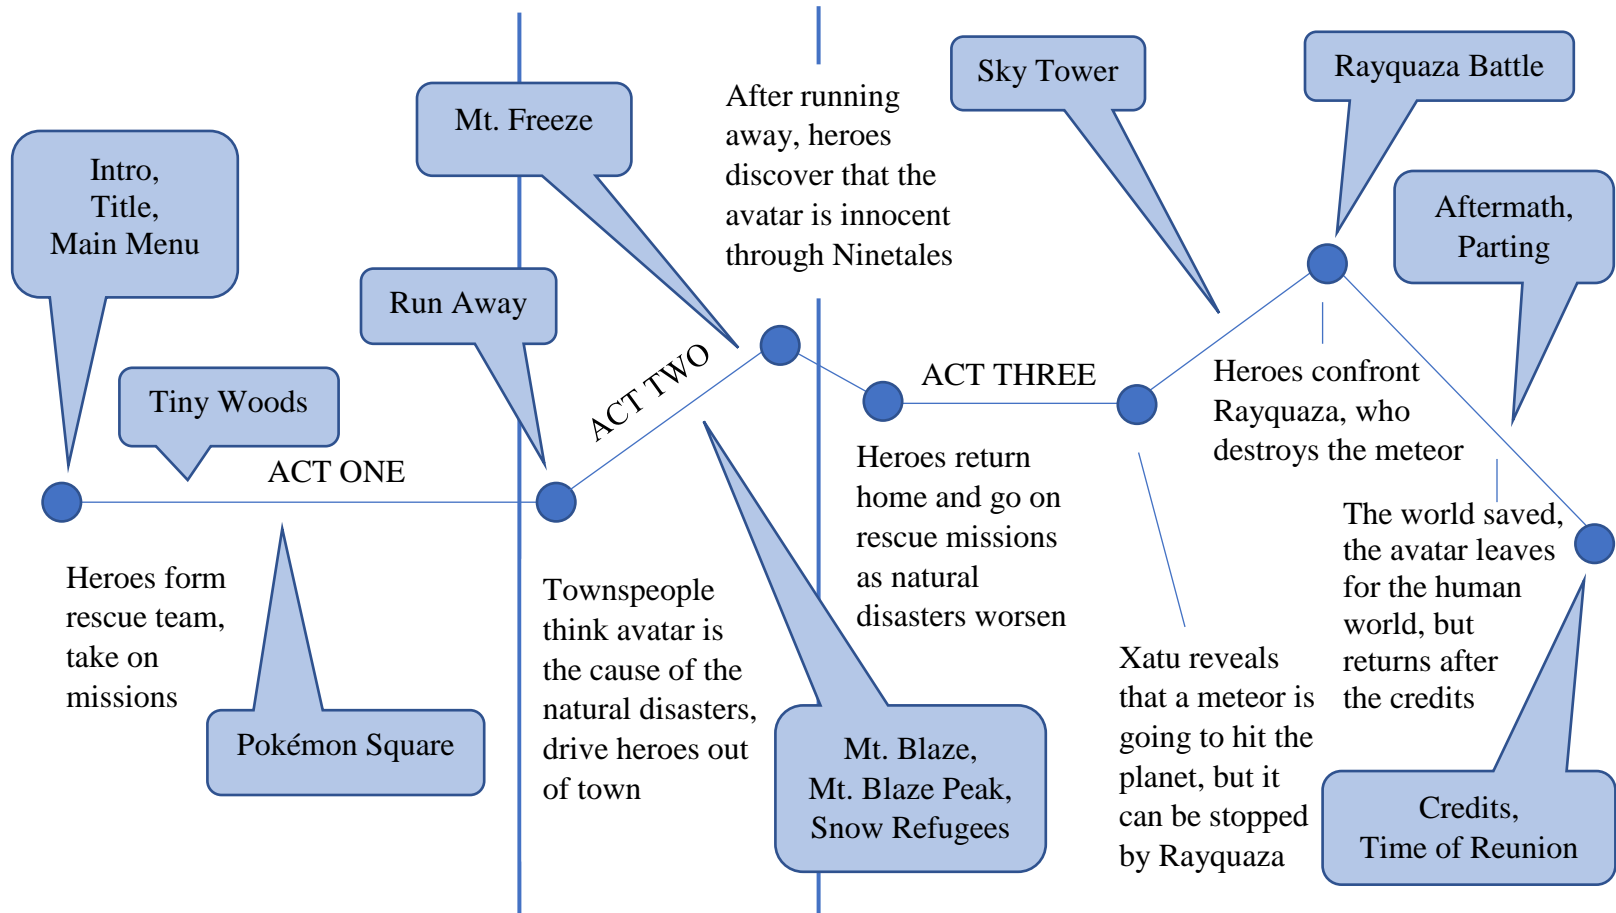 Intro,
Title,
Main Menu
Tiny Woods
ACT ONE
Heroes form
rescue team,
take on
missions
Pokémon Square
Run Away
Mt. Freeze
ACT TWO
Townspeople
think avatar is
the cause of the
natural disasters,
drive heroes out
of town
Mt. Blaze,
Mt. Blaze Peak,
Snow Refugees
After running
away, heroes
discover that the
avatar is innocent
through Ninetales
ACT THREE
Heroes return
home and go on
rescue missions
as natural
disasters worsen
Sky Tower
Xatu reveals
that a meteor is
going to hit the
planet, but it
can be stopped
by Rayquaza
Rayquaza Battle
Heroes confront
Rayquaza, who
destroys the meteor
Aftermath,
Parting
The world saved,
the avatar leaves
for the human
world, but
returns after
the credits
Credits,
Time of Reunion